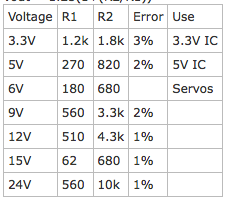 Voltage R1 R2 Error Use
3.3V 1.2k 1.8k 3% 3.3V IC
5V 270 820 2% 5V IC
6V 180 680 Servos
9V 560 3.3k 2%
12V 510 4.3k 1%
15V 62 680 1%
24V 560 10k 1%